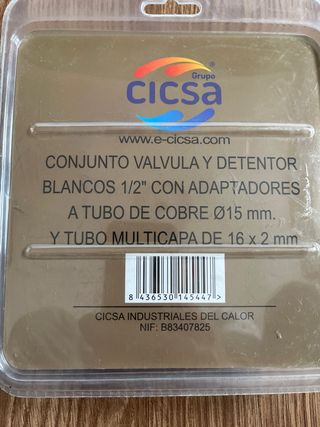 Grupo
cicsa
www.e-cicsa.com
CONJUNTO VALVULA Y DETENTOR
BLANCOS 1/2" CON ADAPTADORES
A TUBO DE COBRE Ø15 mm.
Y TUBO MULTICAPA DE 16 x 2 mm
8 436530 145447 >
CICSA INDUSTRIALES DEL CALOR
NIF: B83407825